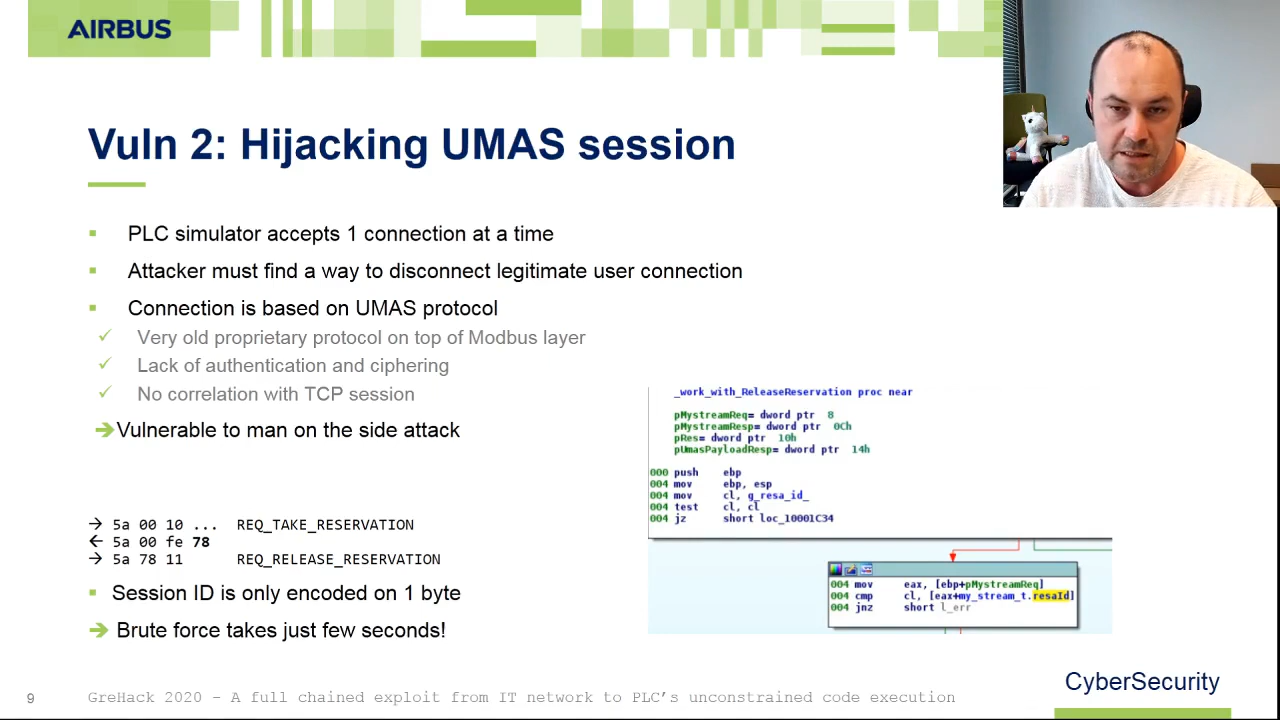 AIRBUS
Vuln 2: Hijacking UMAS session
▪ PLC simulator accepts 1 connection at a time
▪ Attacker must find a way to disconnect legitimate user connection
▪ Connection is based on UMAS protocol
✓ Very old proprietary protocol on top of Modbus layer
✓ Lack of authentication and ciphering
✓ No correlation with TCP session
➔Vulnerable to man on the side attack
→ 5a 00 10 ... REQ_TAKE_RESERVATION
← 5a 00 fe 78
→ 5a 78 11 REQ_RELEASE_RESERVATION
▪ Session ID is only encoded on 1 byte
➔ Brute force takes just few seconds!
_work_with_ReleaseReservation proc near
pMystreamReq= dword ptr 8
pMystreamResp= dword ptr 0Ch
pRes= dword ptr 10h
pUmasPayloadResp= dword ptr 14h
000 push ebp
004 mov ebp, esp
004 mov cl, g_resa_id_
004 test cl, cl
004 jz short loc_10001C34
004 mov eax, [ebp+pMystreamReq]
004 cmp cl, [eax+my_stream_t.resaId]
004 jnz short l_err
CyberSecurity
9 GreHack 2020 - A full chained exploit from IT network to PLC's unconstrained code execution